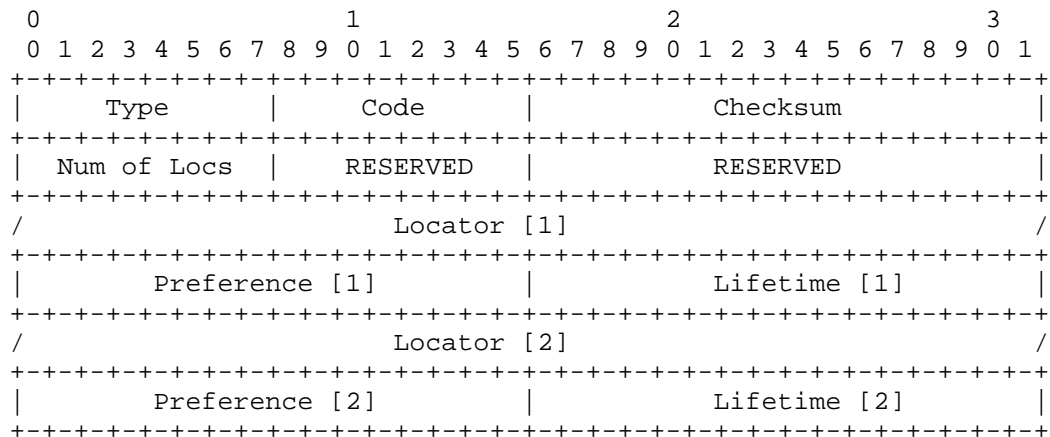 0                   1                   2                   3
 0 1 2 3 4 5 6 7 8 9 0 1 2 3 4 5 6 7 8 9 0 1 2 3 4 5 6 7 8 9 0 1
+-+-+-+-+-+-+-+-+-+-+-+-+-+-+-+-+-+-+-+-+-+-+-+-+-+-+-+-+-+-+-+-+
|     Type      |     Code      |           Checksum            |
+-+-+-+-+-+-+-+-+-+-+-+-+-+-+-+-+-+-+-+-+-+-+-+-+-+-+-+-+-+-+-+-+
|  Num of Locs  |    RESERVED   |           RESERVED            |
+-+-+-+-+-+-+-+-+-+-+-+-+-+-+-+-+-+-+-+-+-+-+-+-+-+-+-+-+-+-+-+-+
/                        Locator [1]                            /
+-+-+-+-+-+-+-+-+-+-+-+-+-+-+-+-+-+-+-+-+-+-+-+-+-+-+-+-+-+-+-+-+
|        Preference [1]         |           Lifetime [1]        |
+-+-+-+-+-+-+-+-+-+-+-+-+-+-+-+-+-+-+-+-+-+-+-+-+-+-+-+-+-+-+-+-+
/                        Locator [2]                            /
+-+-+-+-+-+-+-+-+-+-+-+-+-+-+-+-+-+-+-+-+-+-+-+-+-+-+-+-+-+-+-+-+
|        Preference [2]         |           Lifetime [2]        |
+-+-+-+-+-+-+-+-+-+-+-+-+-+-+-+-+-+-+-+-+-+-+-+-+-+-+-+-+-+-+-+-+